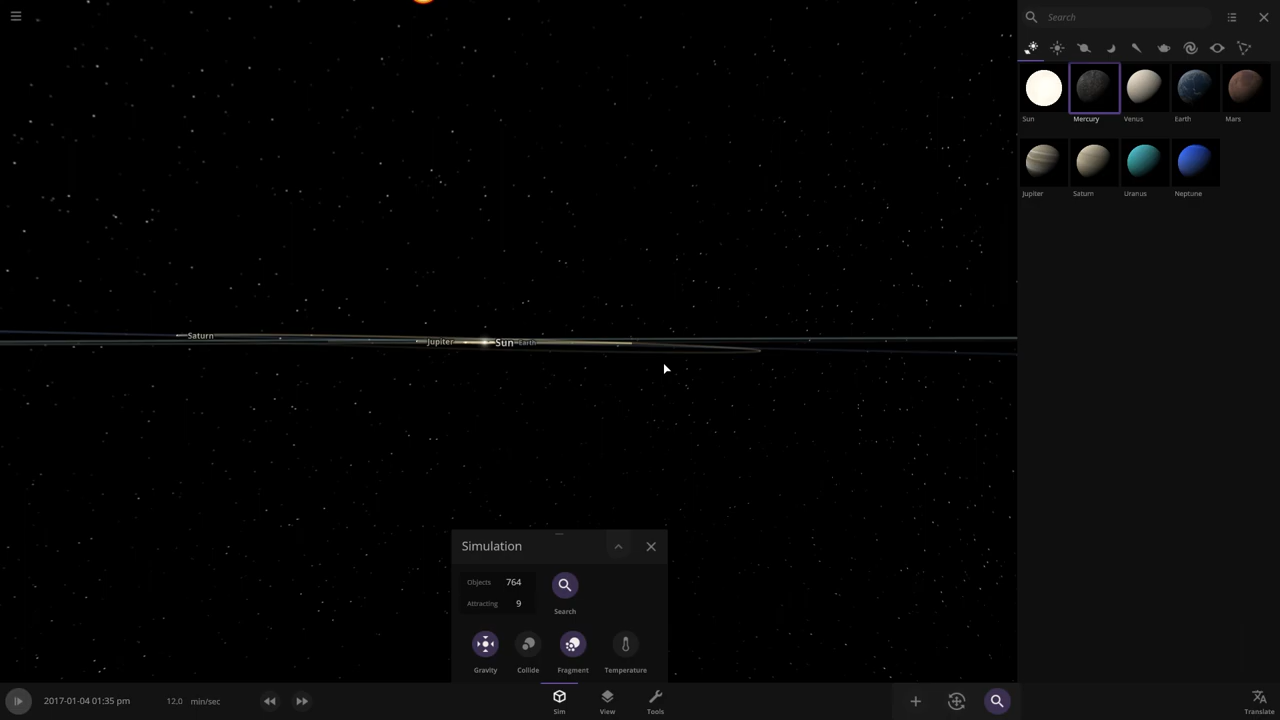 Search
Sun
Mercury
Venus
Earth
Mars
Jupiter
Saturn
Uranus
Neptune
Saturn
Jupiter
Sun
Earth
Simulation
Objects 764
Attracting 9
Search
Gravity
Collide
Fragment
Temperature
2017-01-04 01:35 pm
12,0 min/sec
Sim
View
Tools
Translate